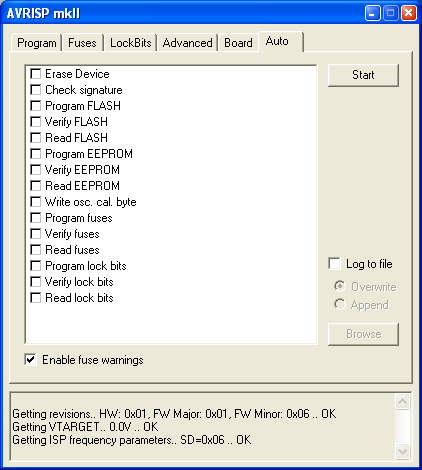 AVRISP mkII
Program Fuses LockBits Advanced Board Auto
Erase Device
Check signature
Program FLASH
Verify FLASH
Read FLASH
Program EEPROM
Verify EEPROM
Read EEPROM
Write osc. cal. byte
Program fuses
Verify fuses
Read fuses
Program lock bits
Verify lock bits
Read lock bits
Start
Log to file
Overwrite
Append
Browse
Enable fuse warnings
Getting revisions.. HW: 0x01, FW Major: 0x01, FW Minor: 0x06 .. OK
Getting VTARGET.. 0.0V .. OK
Getting ISP frequency parameters.. SD=0x06 .. OK